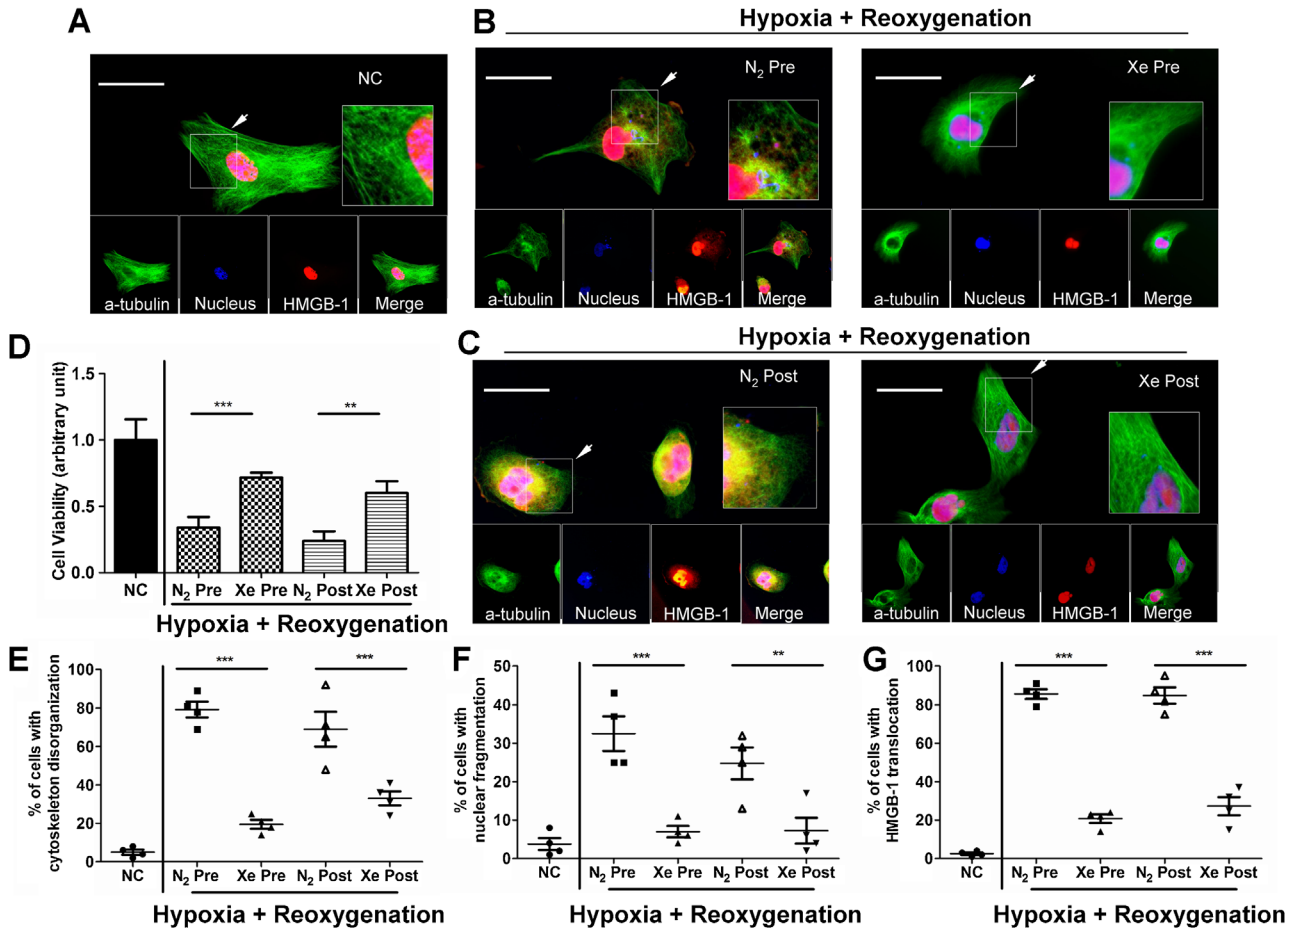 A
NC
a-tubulin Nucleus HMGB-1 Merge
B
Hypoxia + Reoxygenation
N2 Pre
a-tubulin Nucleus HMGB-1 Merge
Xe Pre
a-tubulin Nucleus HMGB-1 Merge
C
Hypoxia + Reoxygenation
N2 Post
a-tubulin Nucleus HMGB-1 Merge
Xe Post
a-tubulin Nucleus HMGB-1 Merge
D
Cell Viability (arbitrary unit)
1.5
1.0
0.5
0.0
*** **
NC N2 Pre Xe Pre N2 Post Xe Post
Hypoxia + Reoxygenation
E
% of cells with
cytoskeleton disorganization
100
80
60
40
20
0
*** ***
NC N2 Pre Xe Pre N2 Post Xe Post
Hypoxia + Reoxygenation
F
% of cells with
nuclear fragmentation
50
40
30
20
10
0
*** **
NC N2 Pre Xe Pre N2 Post Xe Post
Hypoxia + Reoxygenation
G
% of cells with
HMGB-1 translocation
100
80
60
40
20
0
*** ***
NC N2 Pre Xe Pre N2 Post Xe Post
Hypoxia + Reoxygenation